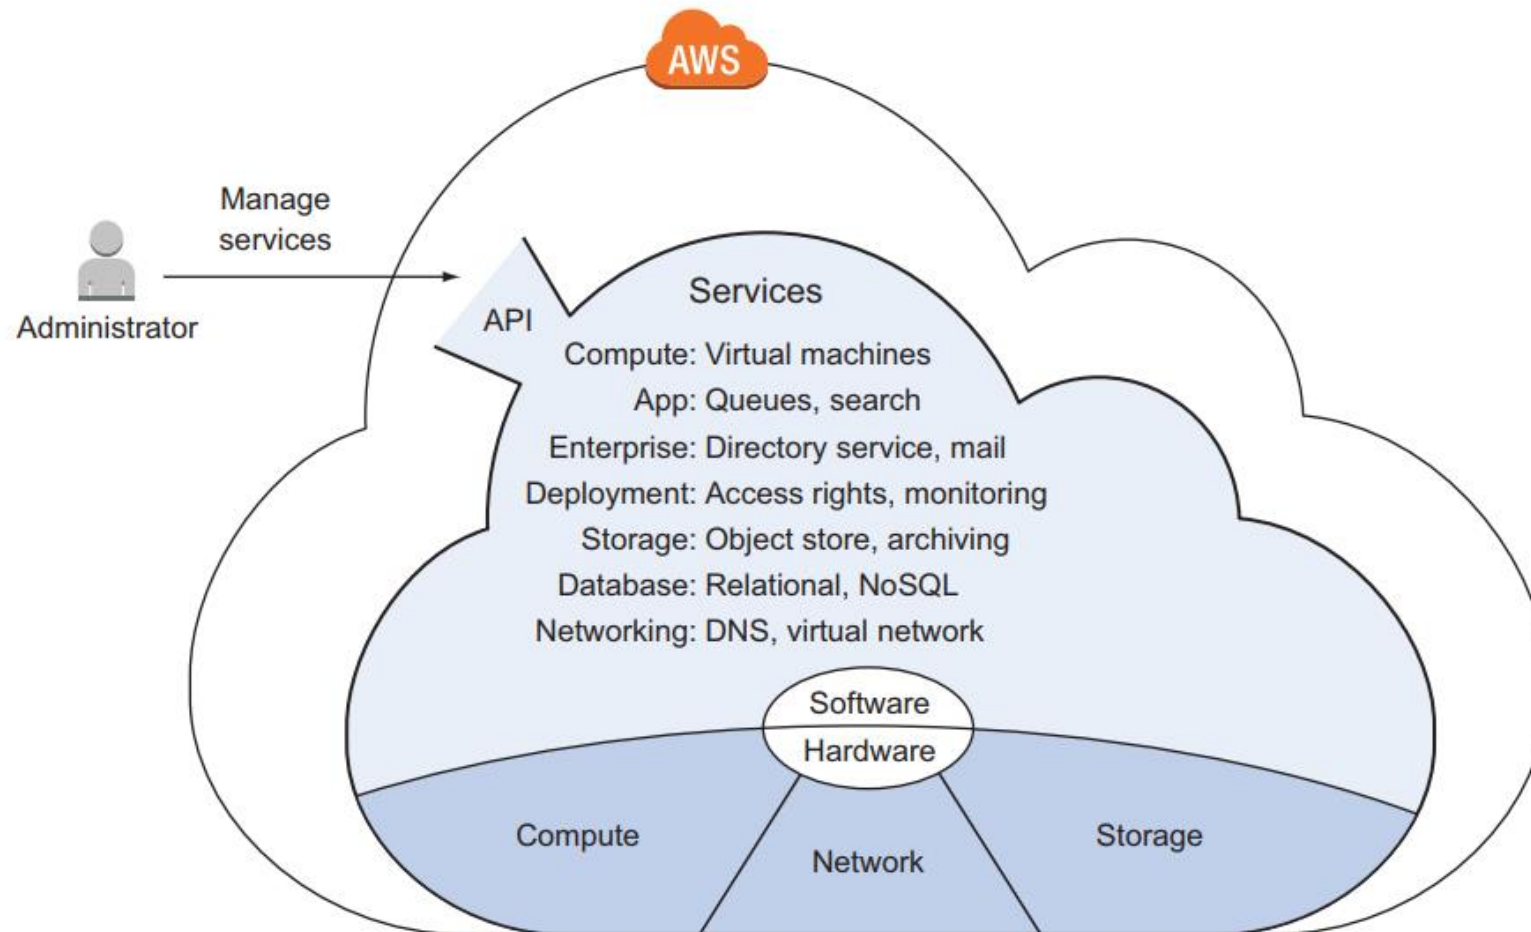 AWS
Manage
services
Administrator
API
Services
Compute: Virtual machines
App: Queues, search
Enterprise: Directory service, mail
Deployment: Access rights, monitoring
Storage: Object store, archiving
Database: Relational, NoSQL
Networking: DNS, virtual network
Software
Hardware
Compute
Network
Storage